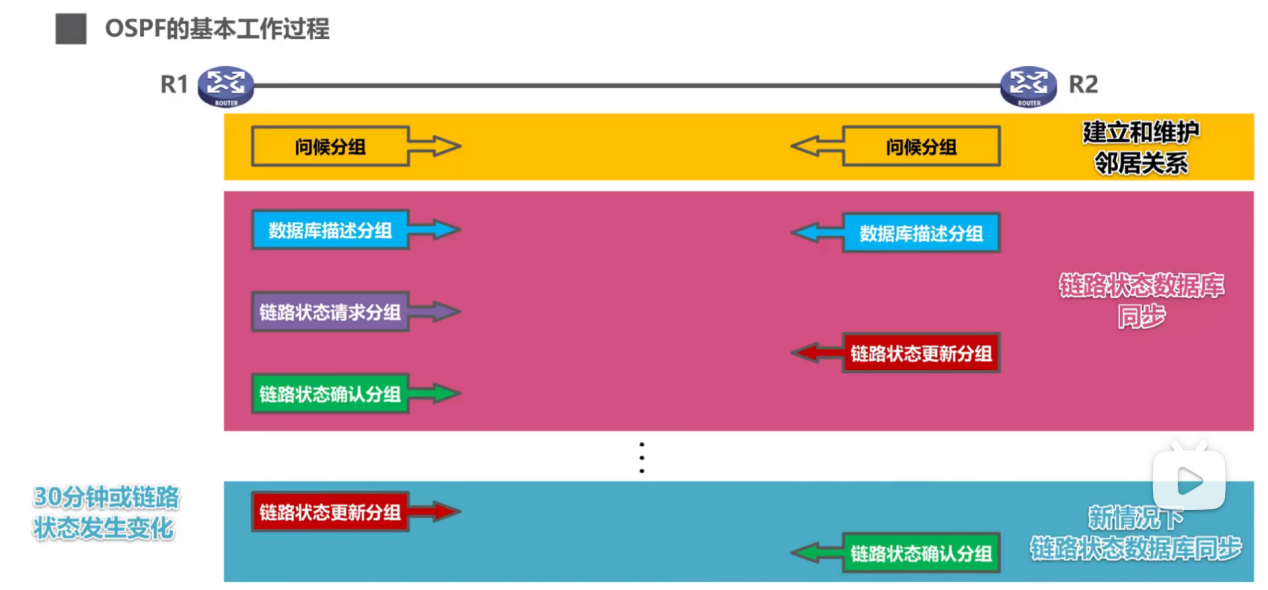 OSPF的基本工作过程
R1
ROUTER
ROUTER
R2
问候分组
问候分组
建立和维护
邻居关系
数据库描述分组
数据库描述分组
链路状态请求分组
链路状态数据库
同步
链路状态更新分组
链路状态确认分组
30分钟或链路
状态发生变化
链路状态更新分组
新情况下
链路状态数据库同步
链路状态确认分组